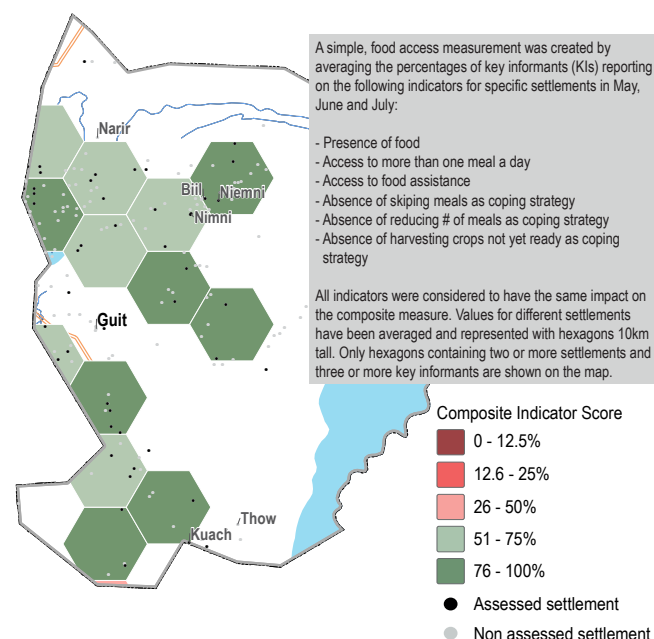 A simple, food access measurement was created by
averaging the percentages of key informants (KIs) reporting
on the following indicators for specific settlements in May,
June and July:
- Presence of food
- Access to more than one meal a day
- Access to food assistance
- Absence of skiping meals as coping strategy
- Absence of reducing # of meals as coping strategy
- Absence of harvesting crops not yet ready as coping
strategy
All indicators were considered to have the same impact on
the composite measure. Values for different settlements
have been averaged and represented with hexagons 10km
tall. Only hexagons containing two or more settlements and
three or more key informants are shown on the map.
Narir
Biil
Niemni
Nimni
Guit
Thow
Kuach
Composite Indicator Score
0 - 12.5%
12.6 - 25%
26 - 50%
51 - 75%
76 - 100%
Assessed settlement
Non assessed settlement